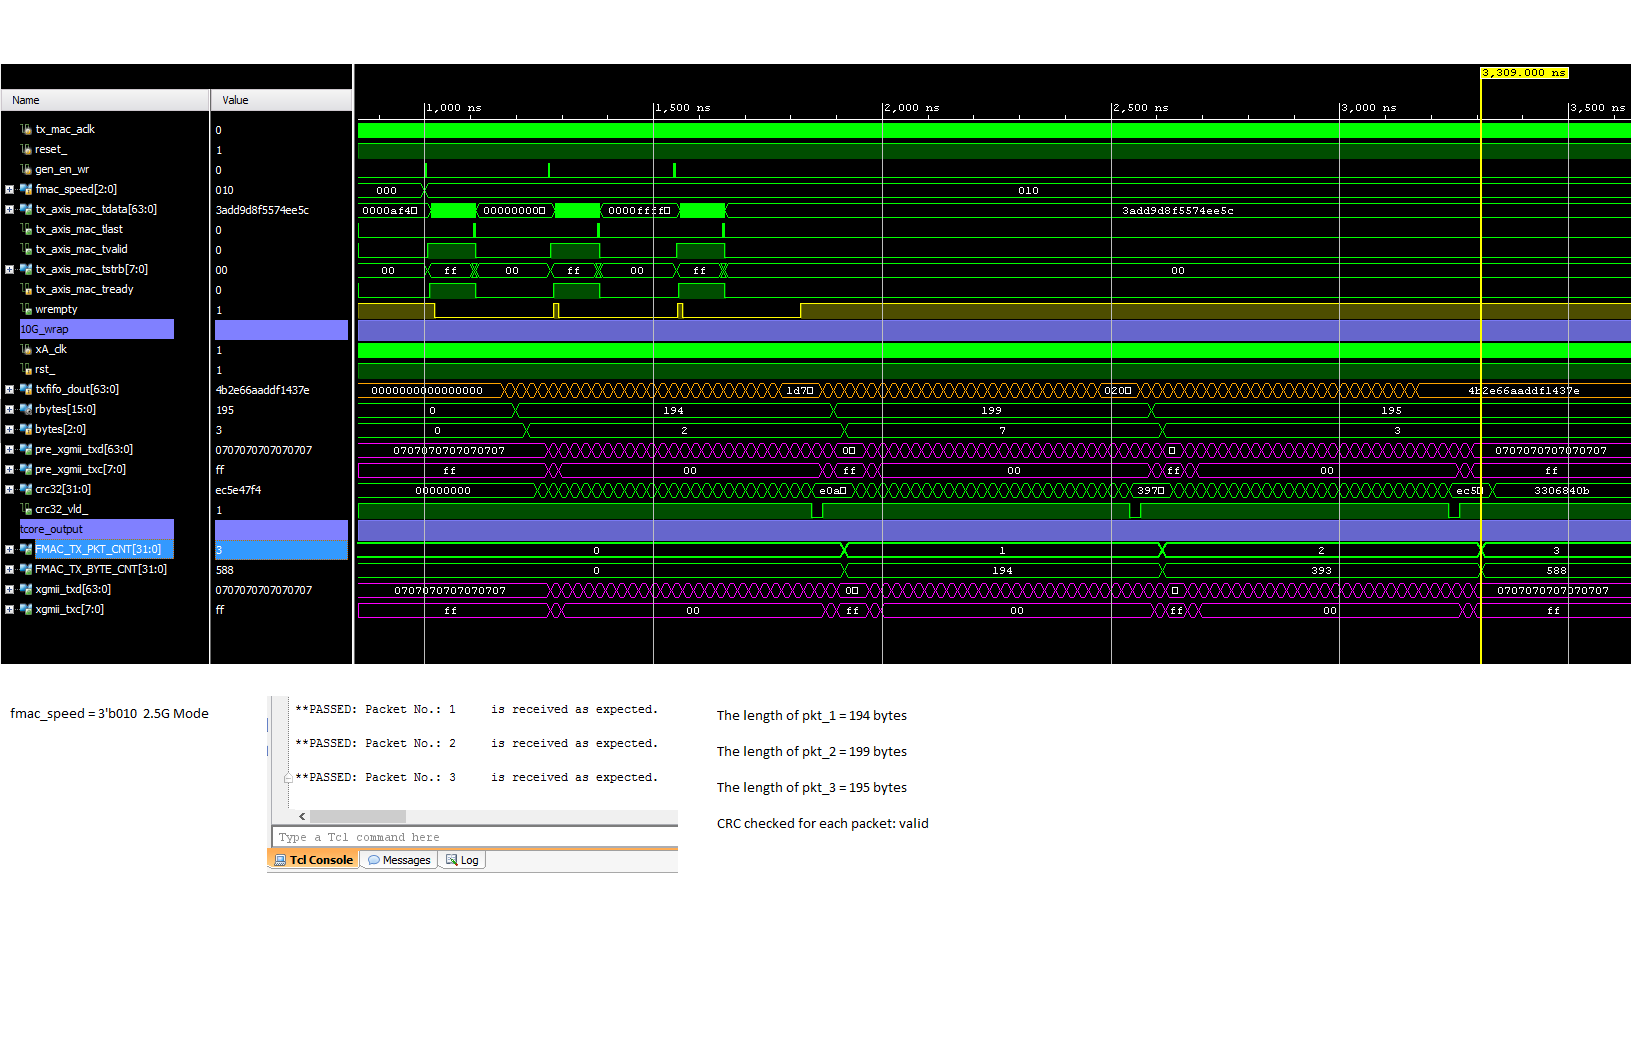 3,309.000 ns
Name Value
1,000 ns 1,500 ns 2,000 ns 2,500 ns 3,000 ns 3,500 ns
tx_mac_aclk 0
reset_ 1
gen_en_wr 0
fmac_speed[2:0] 010 000 010
tx_axis_mac_tdata[63:0] 3add9d8f5574ee5c 0000af4 00000000 0000ffff 3add9d8f5574ee5c
tx_axis_mac_tlast 0
tx_axis_mac_tvalid 0
tx_axis_mac_tstrb[7:0] 00 00 ff 00 ff 00 ff 00
tx_axis_mac_tready 0
wrempty 1
10G_wrap
xA_clk 1
rst_ 1
txfifo_dout[63:0] 4b2e66aaddf1437e 0000000000000000 1d7 020 4b2e66aaddf1437e
rbytes[15:0] 195 0 194 199 195
bytes[2:0] 3 0 2 7 3
pre_xgmii_txd[63:0] 0707070707070707 0707070707070707 0 0707070707070707
pre_xgmii_txc[7:0] ff ff 00 ff 00 ff 00 ff
crc32[31:0] ec5e47f4 00000000 e0a 397 ec5 3306840b
crc32_vld_ 1
tcore_output
FMAC_TX_PKT_CNT[31:0] 3 0 1 2 3
FMAC_TX_BYTE_CNT[31:0] 588 0 194 393 588
xgmii_txd[63:0] 0707070707070707 0707070707070707 0 0707070707070707
xgmii_txc[7:0] ff ff 00 ff 00 ff 00 ff
fmac_speed = 3'b010 2.5G Mode
**PASSED: Packet No.: 1 is received as expected.
**PASSED: Packet No.: 2 is received as expected.
**PASSED: Packet No.: 3 is received as expected.
Type a Tcl command here
Tcl Console Messages Log
The length of pkt_1 = 194 bytes
The length of pkt_2 = 199 bytes
The length of pkt_3 = 195 bytes
CRC checked for each packet: valid